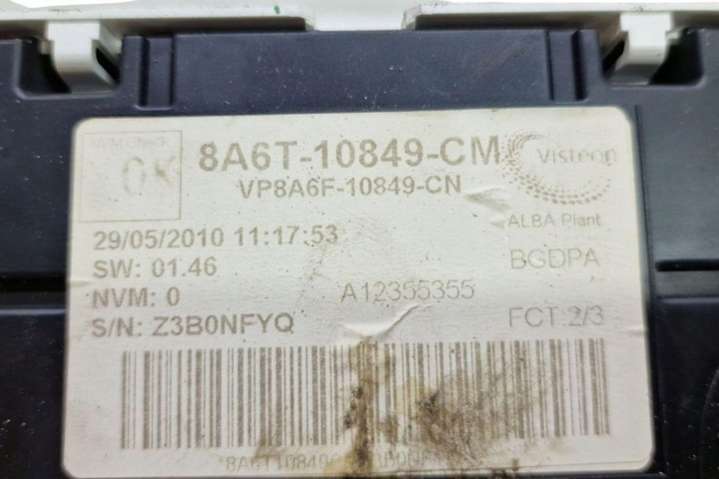 OK
8A6T-10849-CM
VP8A6F-10849-CN
Visteon
ALBA Plant
29/05/2010 11:17:53
SW: 01.46
BGDPA
NVM: 0
A12355355
S/N: Z3B0NFYQ
FCT:2/3